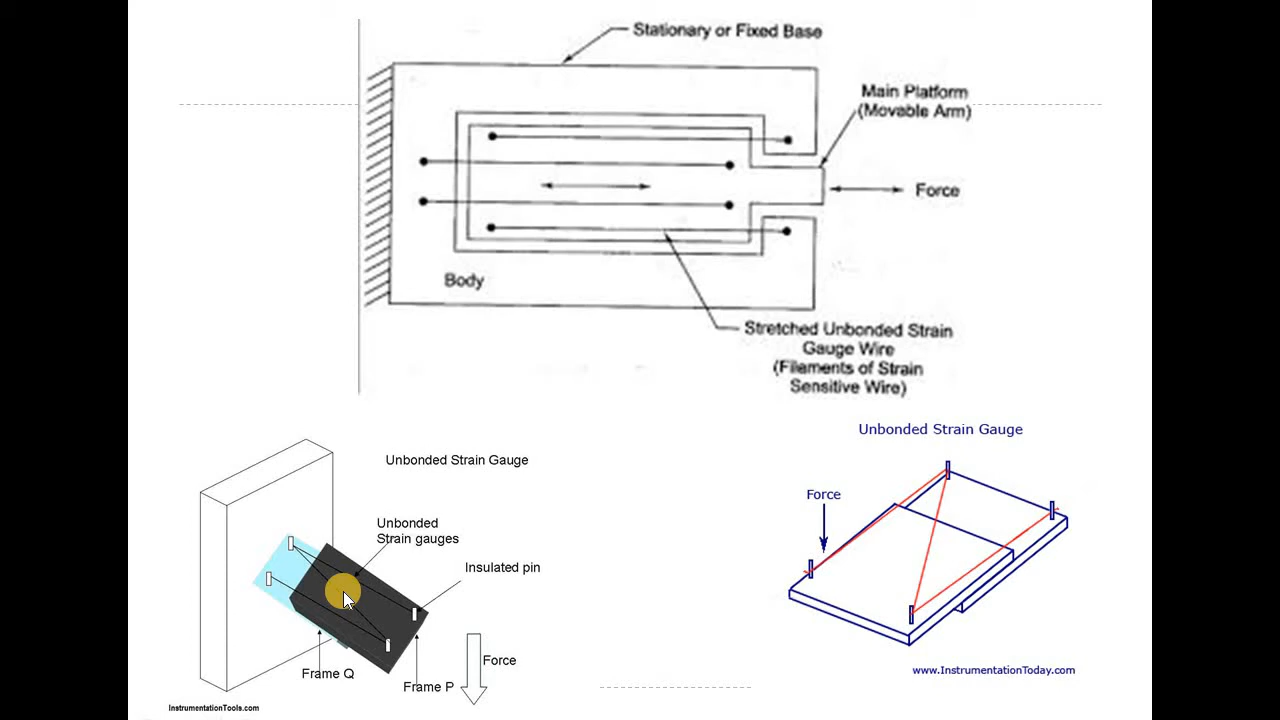 Stationary or Fixed Base
Main Platform
(Movable Arm)
Force
Body
Stretched Unbonded Strain
Gauge Wire
(Filaments of Strain
Sensitive Wire)
Unbonded Strain Gauge
Unbonded
Strain gauges
Insulated pin
Force
Frame Q
Frame P
InstrumentationTools.com
Unbonded Strain Gauge
Force
www.InstrumentationToday.com